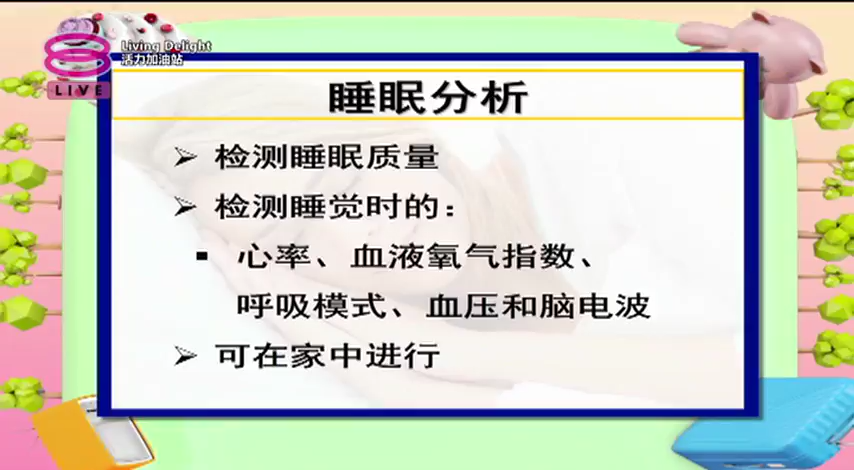 Living Delight
活力加油站
LIVE
睡眠分析
检测睡眠质量
检测睡觉时的：
心率、血液氧气指数、
呼吸模式、血压和脑电波
可在家中进行